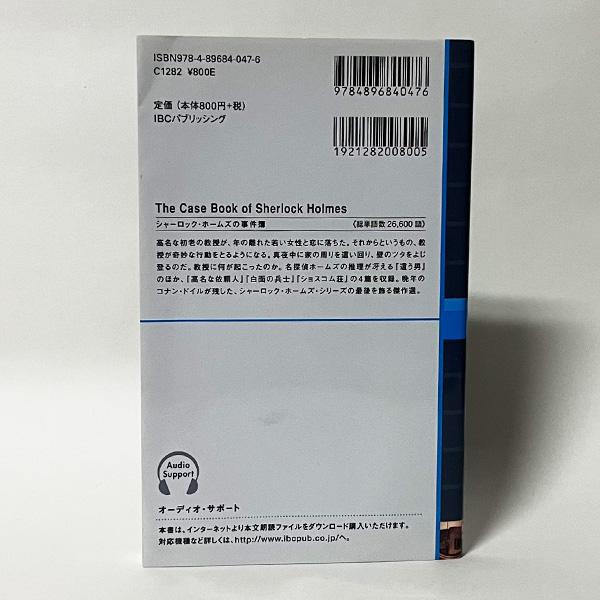 ISBN978-4-89684-047-6
C1282 ¥800E
9784896840476
定価（本体800円+税）
IBCパブリッシング
1921282008005
The Case Book of Sherlock Holmes
シャーロック・ホームズの事件簿 〈総単語数 26,600 語〉
高名な初老の教授が、年の離れた若い女性と恋に落ちた。それからというもの、教
授が奇妙な行動をとるようになる。真夜中に家の周りを這い回り、壁のツタをよじ
登るのだ。教授に何が起こったのか。名探偵ホームズの推理が冴える『這う男』
のほか、『高名な依頼人』『白面の兵士』『ショスコム荘』の4篇を収録。晩年の
コナン・ドイルが残した、シャーロック・ホームズ・シリーズの最後を飾る傑作選。
Audio
Support
オーディオ・サポート
本書は、インターネットより本文朗読ファイルをダウンロード購入いただけます。
対応機種など詳しくは、http://www.ibcpub.co.jp/へ。